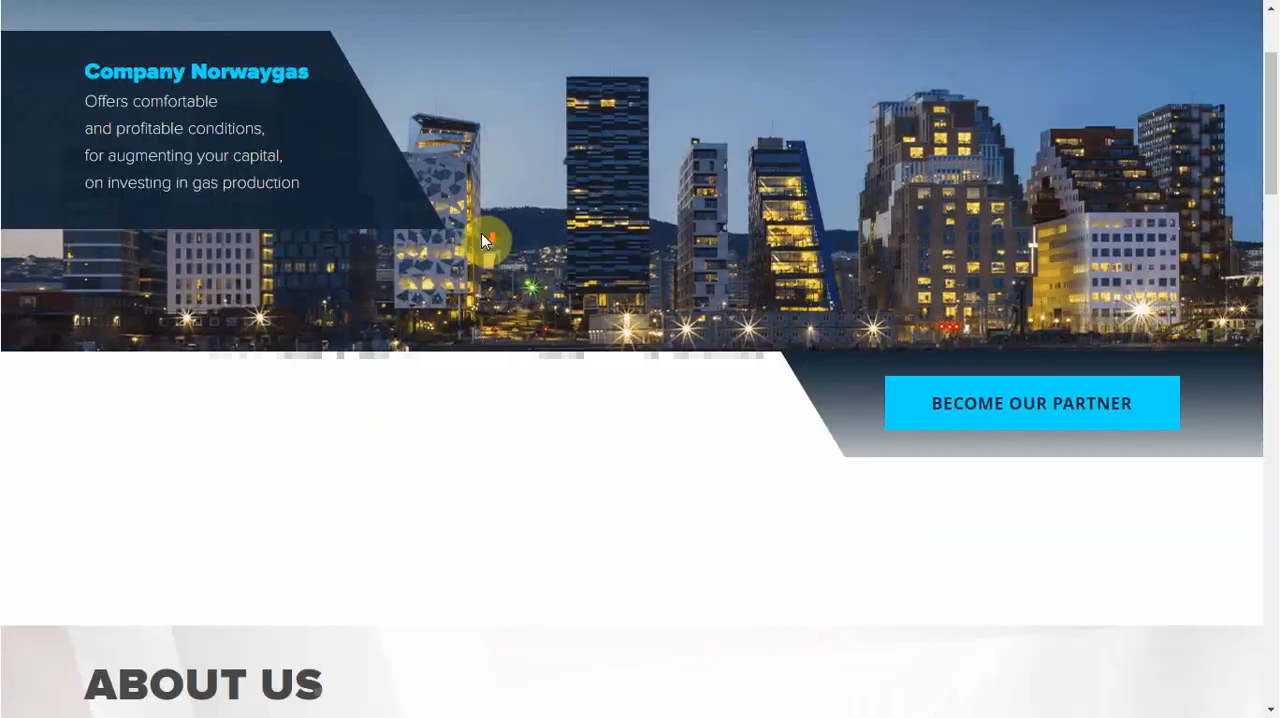 Company Norwaygas
Offers comfortable
and profitable conditions,
for augmenting your capital,
on investing in gas production
BECOME OUR PARTNER
ABOUT US